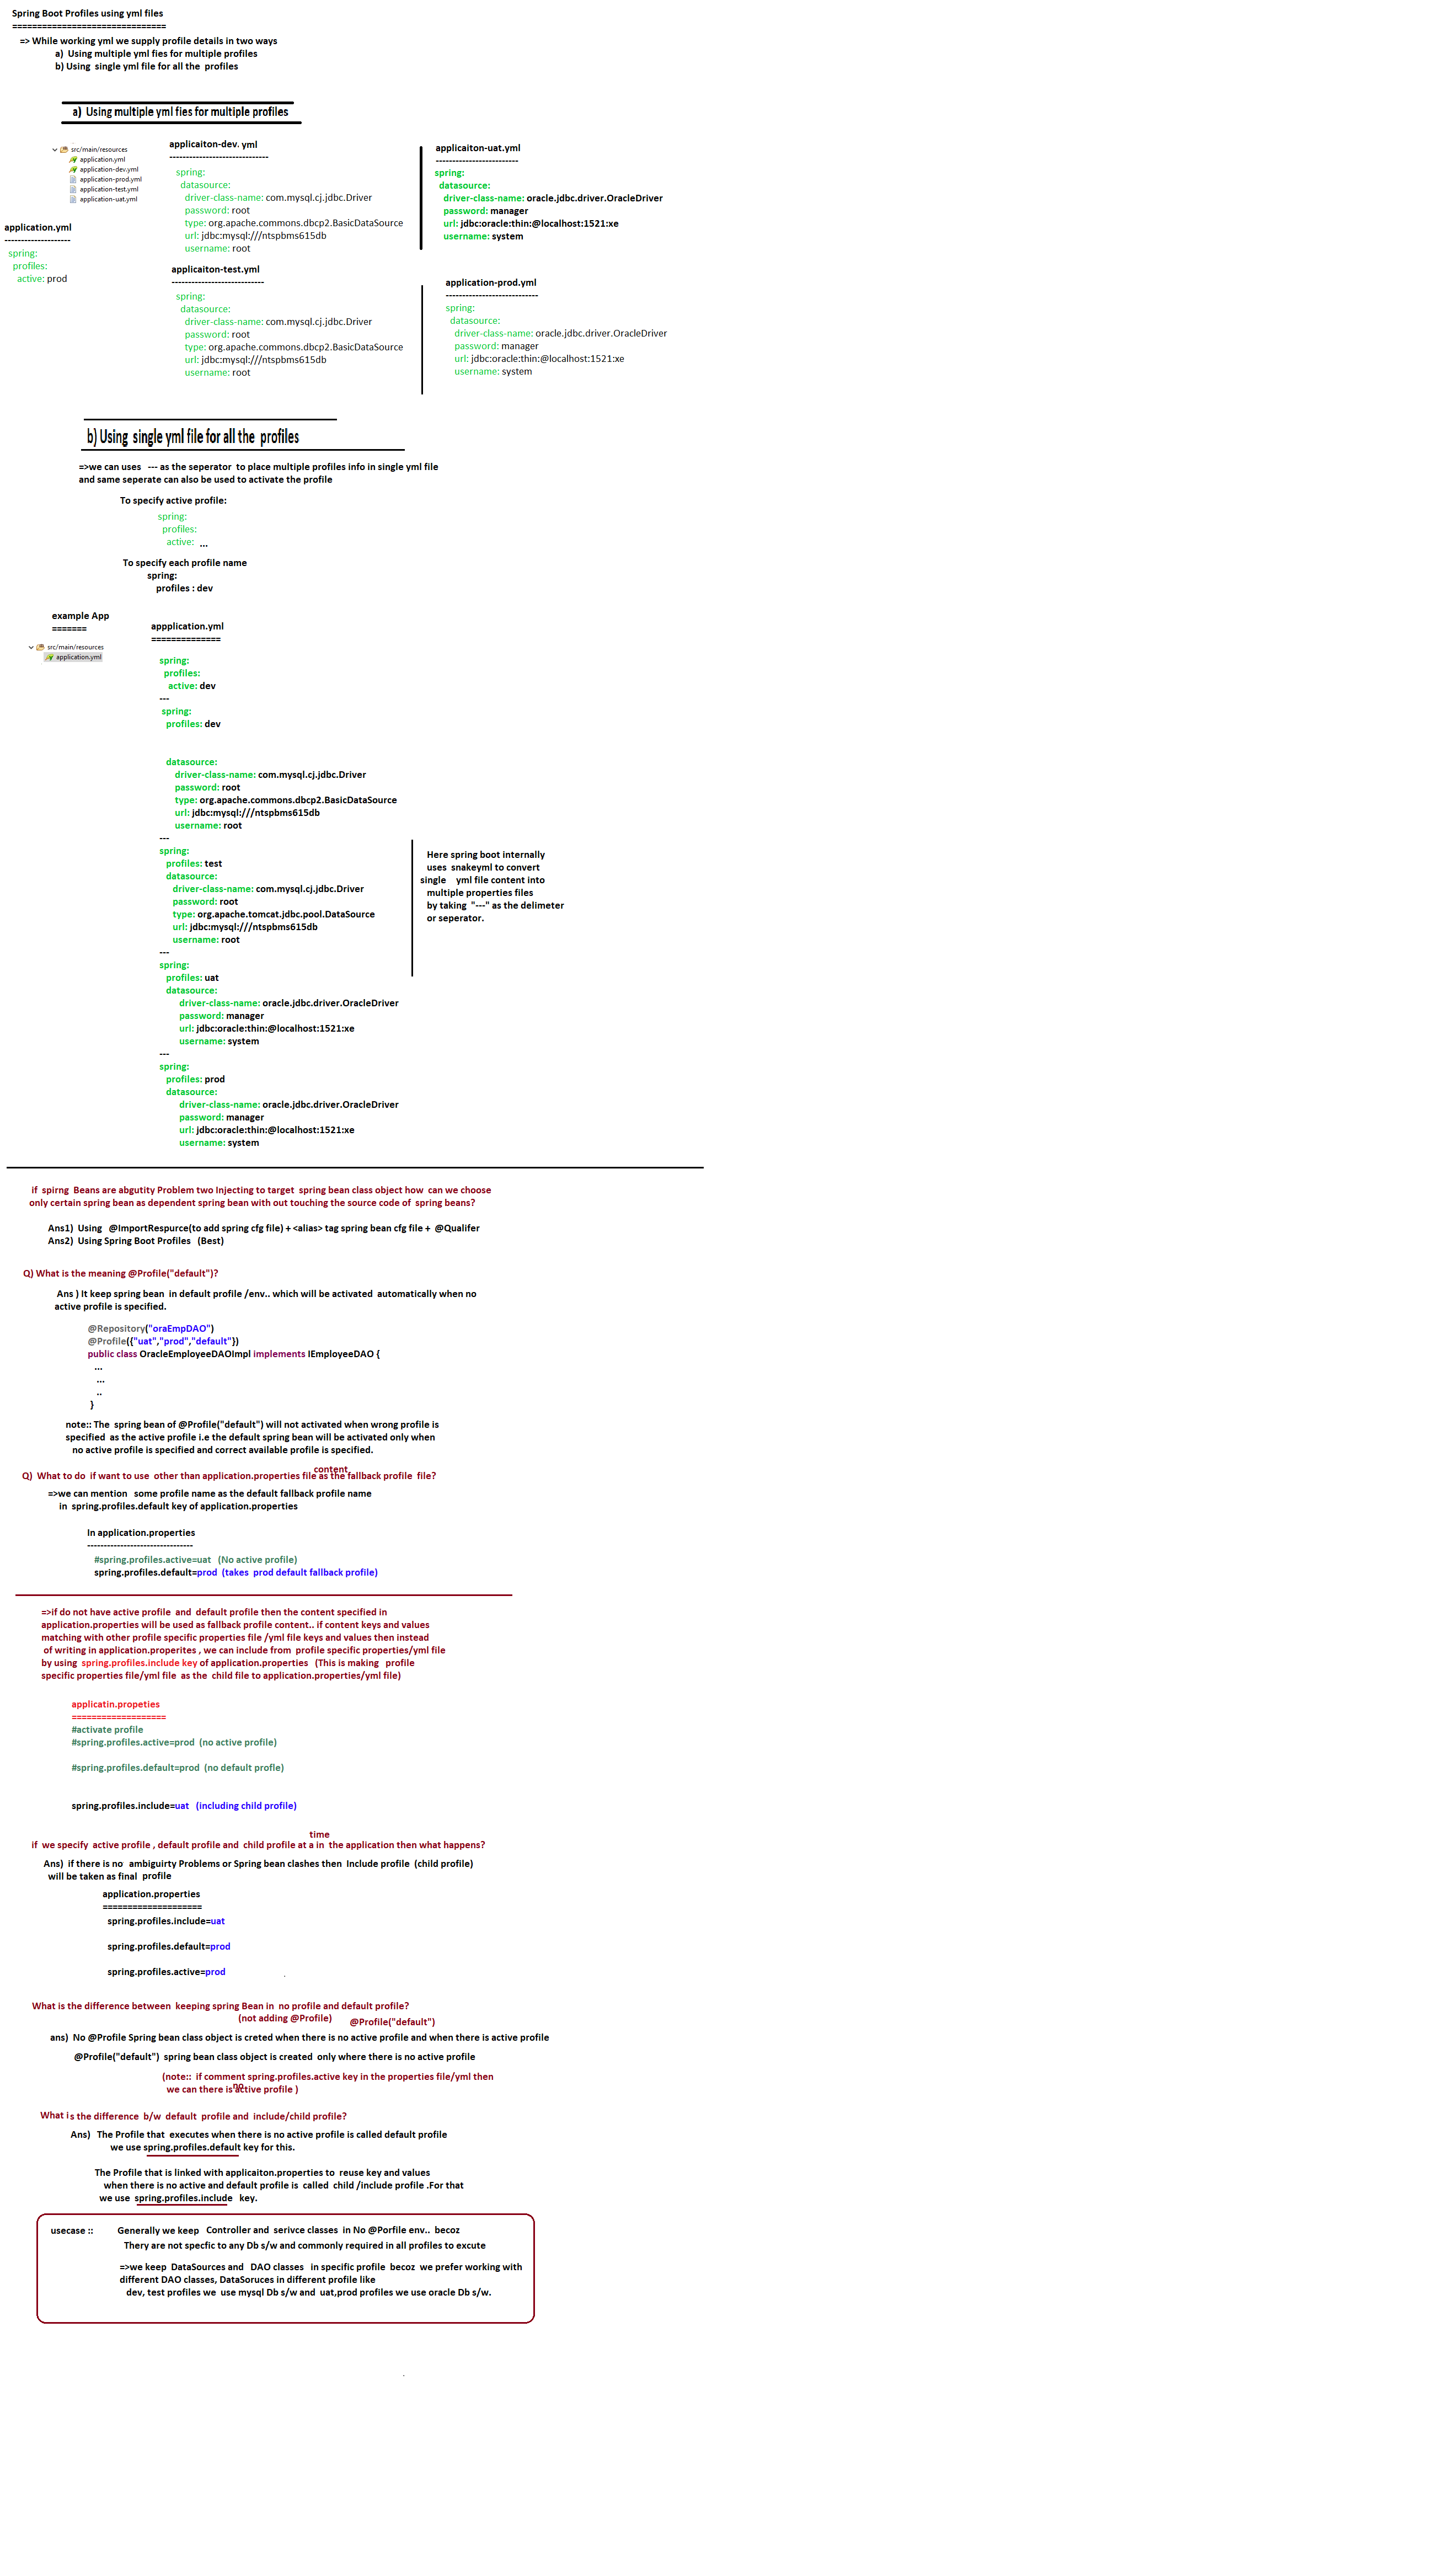 Spring Boot Profiles using yml files
===============================
=> While working yml we supply profile details in two ways
a) Using multiple yml fies for multiple profiles
b) Using single yml file for all the profiles
a) Using multiple yml fies for multiple profiles
src/main/resources
application.yml
application-dev.yml
application-prod.yml
application-test.yml
application-uat.yml
application.yml
--------------------
spring:
profiles:
active: prod
applicaiton-dev. yml
------------------------------
spring:
datasource:
driver-class-name: com.mysql.cj.jdbc.Driver
password: root
type: org.apache.commons.dbcp2.BasicDataSource
url: jdbc:mysql:///ntspbms615db
username: root
applicaiton-uat.yml
-------------------------
spring:
datasource:
driver-class-name: oracle.jdbc.driver.OracleDriver
password: manager
url: jdbc:oracle:thin:@localhost:1521:xe
username: system
applicaiton-test.yml
----------------------------
spring:
datasource:
driver-class-name: com.mysql.cj.jdbc.Driver
password: root
type: org.apache.commons.dbcp2.BasicDataSource
url: jdbc:mysql:///ntspbms615db
username: root
application-prod.yml
----------------------------
spring:
datasource:
driver-class-name: oracle.jdbc.driver.OracleDriver
password: manager
url: jdbc:oracle:thin:@localhost:1521:xe
username: system
b) Using single yml file for all the profiles
=>we can uses --- as the seperator to place multiple profiles info in single yml file
and same seperate can also be used to activate the profile
To specify active profile:
spring:
profiles:
active: ...
To specify each profile name
spring:
profiles : dev
example App
=======
src/main/resources
application.yml
appplication.yml
==============
spring:
profiles:
active: dev
---
spring:
profiles: dev
datasource:
driver-class-name: com.mysql.cj.jdbc.Driver
password: root
type: org.apache.commons.dbcp2.BasicDataSource
url: jdbc:mysql:///ntspbms615db
username: root
---
spring:
profiles: test
datasource:
driver-class-name: com.mysql.cj.jdbc.Driver
password: root
type: org.apache.tomcat.jdbc.pool.DataSource
url: jdbc:mysql:///ntspbms615db
username: root
---
spring:
profiles: uat
datasource:
driver-class-name: oracle.jdbc.driver.OracleDriver
password: manager
url: jdbc:oracle:thin:@localhost:1521:xe
username: system
---
spring:
profiles: prod
datasource:
driver-class-name: oracle.jdbc.driver.OracleDriver
password: manager
url: jdbc:oracle:thin:@localhost:1521:xe
username: system
Here spring boot internally
uses snakeyml to convert
single yml file content into
multiple properties files
by taking "---" as the delimeter
or seperator.
if spirng Beans are abgutity Problem two Injecting to target spring bean class object how can we choose
only certain spring bean as dependent spring bean with out touching the source code of spring beans?
Ans1) Using @ImportRespurce(to add spring cfg file) + <alias> tag spring bean cfg file + @Qualifer
Ans2) Using Spring Boot Profiles (Best)
Q) What is the meaning @Profile("default")?
Ans ) It keep spring bean in default profile /env.. which will be activated automatically when no
active profile is specified.
@Repository("oraEmpDAO")
@Profile({"uat","prod","default"})
public class OracleEmployeeDAOImpl implements IEmployeeDAO {
...
...
..
}
note:: The spring bean of @Profile("default") will not activated when wrong profile is
specified as the active profile i.e the default spring bean will be activated only when
no active profile is specified and correct available profile is specified.
content
Q) What to do if want to use other than application.properties file as the fallback profile file?
=>we can mention some profile name as the default fallback profile name
in spring.profiles.default key of application.properties
In application.properties
--------------------------------
#spring.profiles.active=uat (No active profile)
spring.profiles.default=prod (takes prod default fallback profile)
=>if do not have active profile and default profile then the content specified in
application.properties will be used as fallback profile content.. if content keys and values
matching with other profile specific properties file /yml file keys and values then instead
of writing in application.properites , we can include from profile specific properties/yml file
by using spring.profiles.include key of application.properties (This is making profile
specific properties file/yml file as the child file to application.properties/yml file)
applicatin.propeties
===================
#activate profile
#spring.profiles.active=prod (no active profile)
#spring.profiles.default=prod (no default profle)
spring.profiles.include=uat (including child profile)
time
if we specify active profile , default profile and child profile at a in the application then what happens?
Ans) if there is no ambiguirty Problems or Spring bean clashes then Include profile (child profile)
will be taken as final profile
application.properties
====================
spring.profiles.include=uat
spring.profiles.default=prod
spring.profiles.active=prod
What is the difference between keeping spring Bean in no profile and default profile?
(not adding @Profile) @Profile("default")
ans) No @Profile Spring bean class object is creted when there is no active profile and when there is active profile
@Profile("default") spring bean class object is created only where there is no active profile
(note:: if comment spring.profiles.active key in the properties file/yml then
no
we can there is active profile )
What is the difference b/w default profile and include/child profile?
Ans) The Profile that executes when there is no active profile is called default profile
we use spring.profiles.default key for this.
The Profile that is linked with applicaiton.properties to reuse key and values
when there is no active and default profile is called child /include profile .For that
we use spring.profiles.include key.
usecase :: Generally we keep Controller and serivce classes in No @Porfile env.. becoz
Thery are not specfic to any Db s/w and commonly required in all profiles to excute
=>we keep DataSources and DAO classes in specific profile becoz we prefer working with
different DAO classes, DataSoruces in different profile like
dev, test profiles we use mysql Db s/w and uat,prod profiles we use oracle Db s/w.